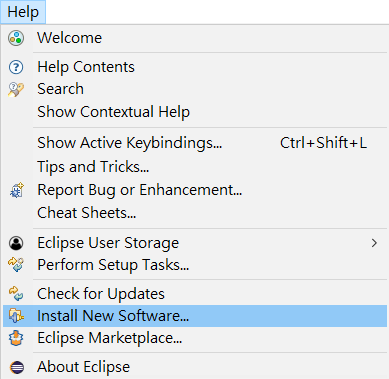 Help
Welcome
Help Contents
Search
Show Contextual Help
Show Active Keybindings... Ctrl+Shift+L
Tips and Tricks...
Report Bug or Enhancement...
Cheat Sheets...
Eclipse User Storage
Perform Setup Tasks...
Check for Updates
Install New Software...
Eclipse Marketplace...
About Eclipse